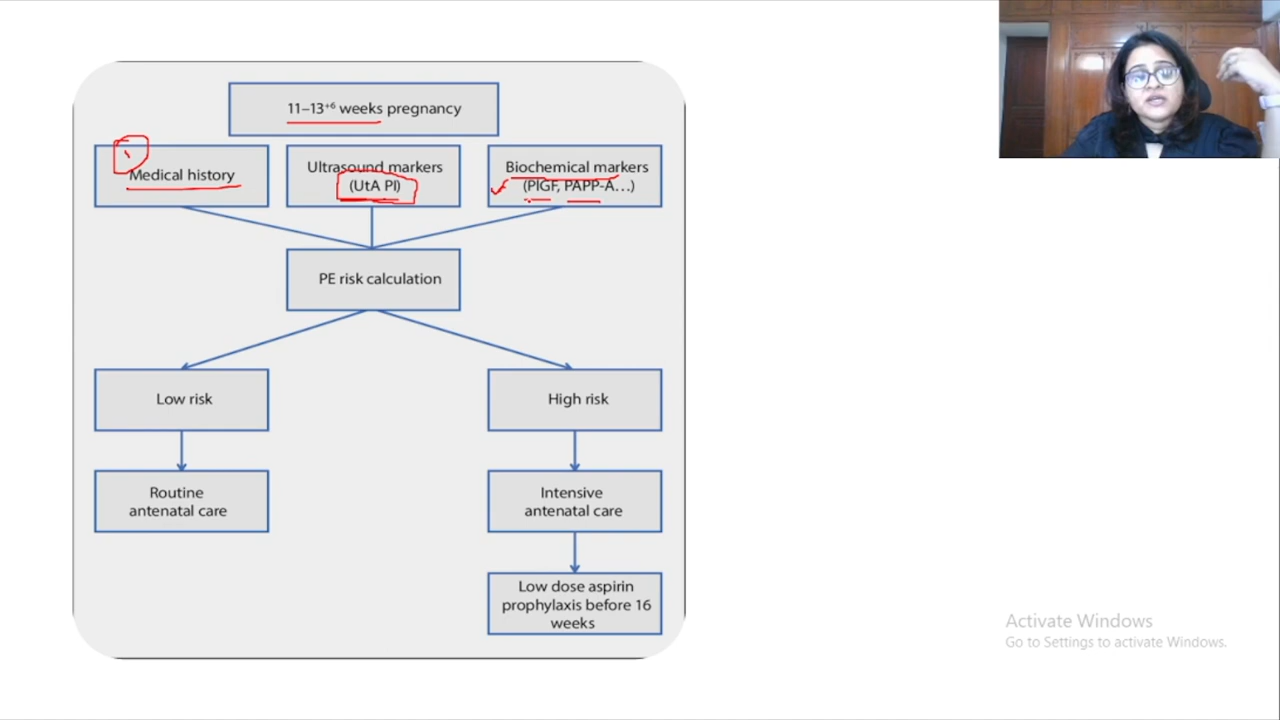 11–13⁺⁶ weeks pregnancy
Medical history
Ultrasound markers
(UtA PI)
Biochemical markers
(PlGF, PAPP-A...)
PE risk calculation
Low risk
High risk
Routine
antenatal care
Intensive
antenatal care
Low dose aspirin
prophylaxis before 16
weeks
Activate Windows
Go to Settings to activate Windows.